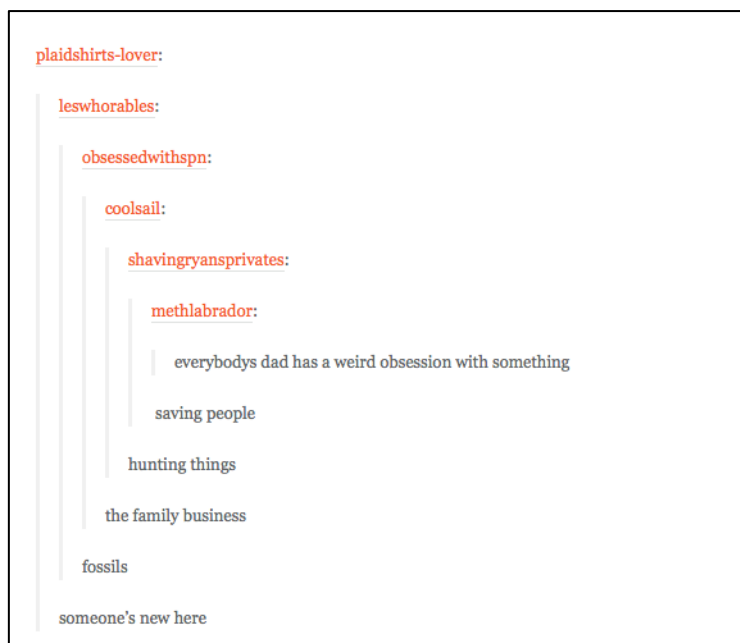 plaidshirts-lover:
leswhorables:
obsessedwithspn:
coolsail:
shavingryansprivates:
methlabrador:
everybodys dad has a weird obsession with something
saving people
hunting things
the family business
fossils
someone’s new here